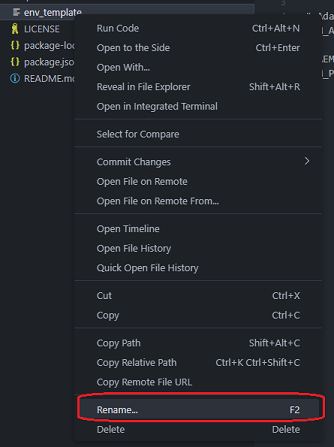 env_template
LICENSE
package-loc
package.jso
README.md
Run Code Ctrl+Alt+N
Open to the Side Ctrl+Enter
Open With...
Reveal in File Explorer Shift+Alt+R
Open in Integrated Terminal
Select for Compare
Commit Changes
Open File on Remote
Open File on Remote From...
Open Timeline
Open File History
Quick Open File History
Cut Ctrl+X
Copy Ctrl+C
Copy Path Shift+Alt+C
Copy Relative Path Ctrl+K Ctrl+Shift+C
Copy Remote File URL
Rename... F2
Delete Delete